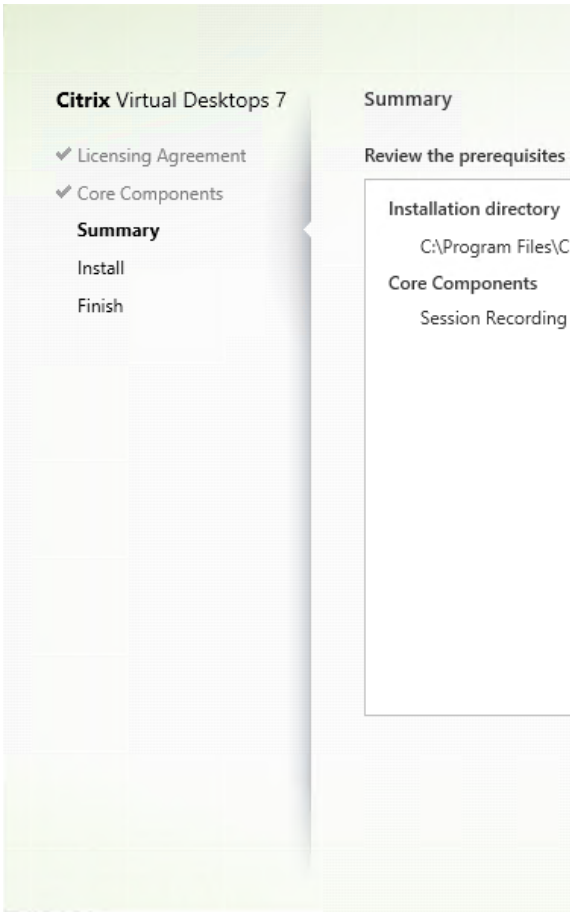 Citrix Virtual Desktops 7
Licensing Agreement
Core Components
Summary
Install
Finish
Summary
Review the prerequisites
Installation directory
C:\Program Files\C
Core Components
Session Recording